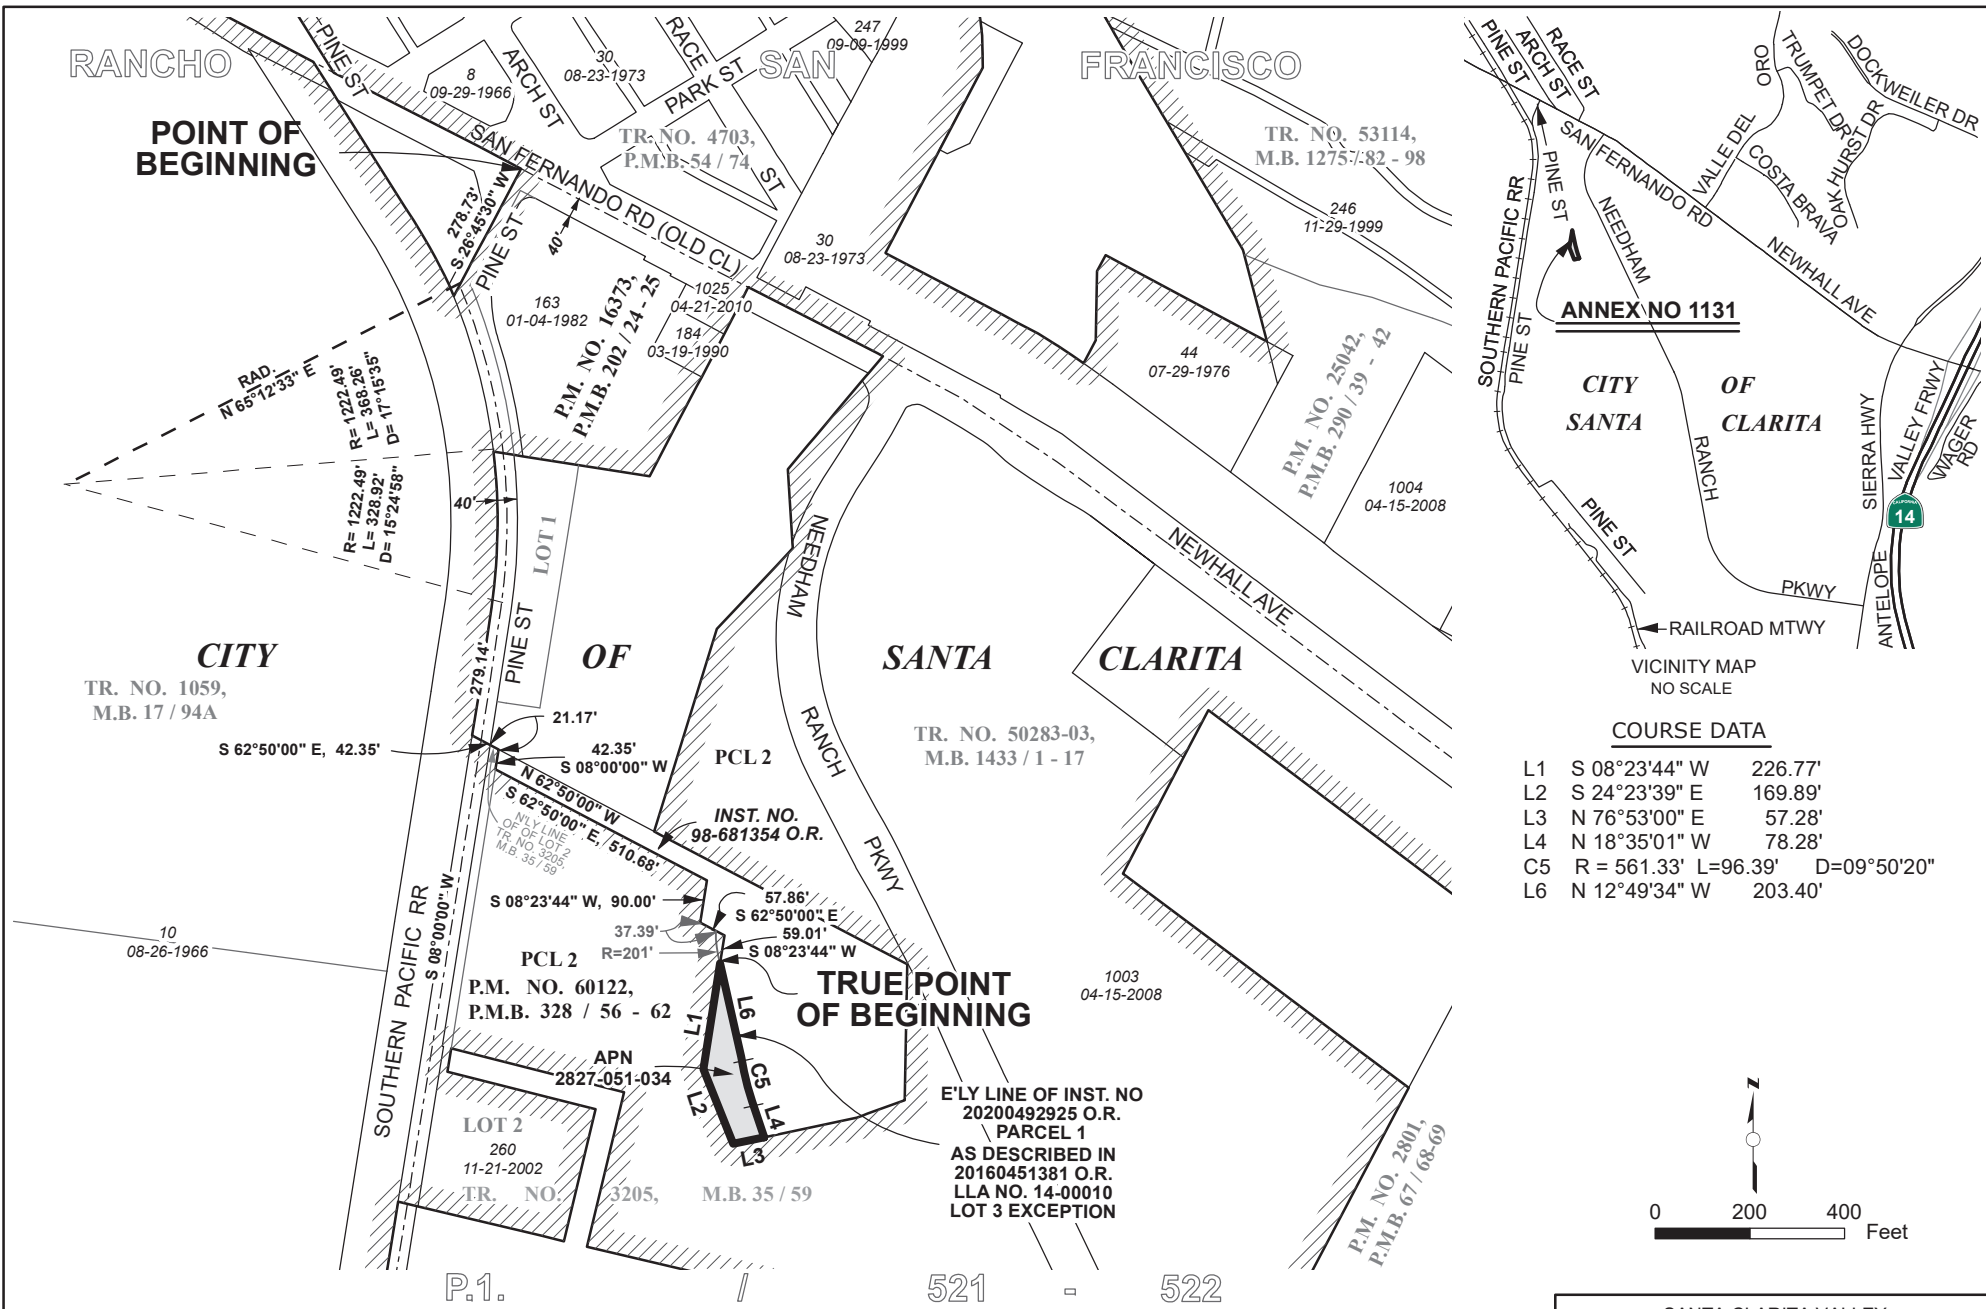 RANCHO
SAN
FRANCISCO
PINE ST
8
09-29-1966
ARCH ST
30
08-23-1973
RACE
ST
PARK ST
247
09-09-1999
POINT OF
BEGINNING
SAN FERNANDO RD (OLD CL)
TR. NO. 4703,
P.M.B. 54 / 74
TR. NO. 53114,
M.B. 1275 / 82 - 98
246
11-29-1999
278.73'
S 26°45'30" W
PINE ST
40'
30
08-23-1973
163
01-04-1982
P.M. NO. 16373,
P.M.B. 202 / 24 - 25
1025
04-21-2010
184
03-19-1990
44
07-29-1976
P.M. NO. 25042,
P.M.B. 290 / 39 - 42
1004
04-15-2008
RAD.
N 65°12'33" E
R= 1222.49'
L= 368.26'
D= 17°15'35"
R= 1222.49'
L= 328.92'
D= 15°24'58"
40'
LOT 1
PINE ST
NEEDHAM
RANCH
PKWY
NEWHALL AVE
CITY
OF
SANTA
CLARITA
TR. NO. 1059,
M.B. 17 / 94A
279.14'
21.17'
S 62°50'00" E, 42.35'
42.35'
S 08°00'00" W
N 62°50'00" W
S 62°50'00" E, 510.68'
PCL 2
TR. NO. 50283-03,
M.B. 1433 / 1 - 17
INST. NO.
98-681354 O.R.
N'LY LINE
OF OF LOT 2
TR. NO. 3205,
M.B. 35 / 59
S 08°00'00" W
SOUTHERN PACIFIC RR
S 08°23'44" W, 90.00'
57.86'
S 62°50'00" E
37.39'
59.01'
S 08°23'44" W
R=201'
10
08-26-1966
PCL 2
P.M. NO. 60122,
P.M.B. 328 / 56 - 62
TRUE POINT
OF BEGINNING
1003
04-15-2008
L1
L6
APN
2827-051-034
C5
L2
L4
L3
E'LY LINE OF INST. NO
20200492925 O.R.
PARCEL 1
AS DESCRIBED IN
20160451381 O.R.
LLA NO. 14-00010
LOT 3 EXCEPTION
LOT 2
260
11-21-2002
TR. NO. 3205, M.B. 35 / 59
P.M. NO. 2801,
P.M.B. 67 / 68-69
P.1. / 521 - 522
PINE ST
ARCH ST
RACE ST
ORO
VALLE DEL
TRUMPET DR
DOCKWEILER DR
OAK HURST DR
COSTA BRAVA
SAN FERNANDO RD
PINE ST
NEEDHAM
SOUTHERN PACIFIC RR
PINE ST
NEWHALL AVE
ANNEX NO 1131
CITY OF
SANTA CLARITA
RANCH
PKWY
SIERRA HWY
VALLEY FRWY
WAGER
RD
CALIFORNIA
14
ANTELOPE
PINE ST
RAILROAD MTWY
VICINITY MAP
NO SCALE
COURSE DATA
L1 S 08°23'44" W 226.77'
L2 S 24°23'39" E 169.89'
L3 N 76°53'00" E 57.28'
L4 N 18°35'01" W 78.28'
C5 R = 561.33' L=96.39' D=09°50'20"
L6 N 12°49'34" W 203.40'
N
0 200 400
Feet